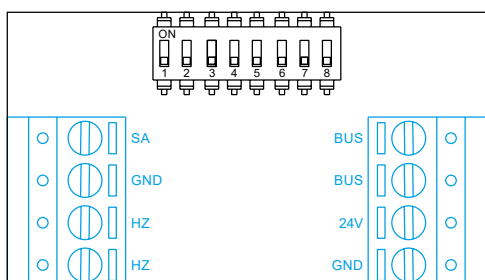 ON
1 2 3 4 5 6 7 8
SA BUS
GND BUS
HZ 24V
HZ GND